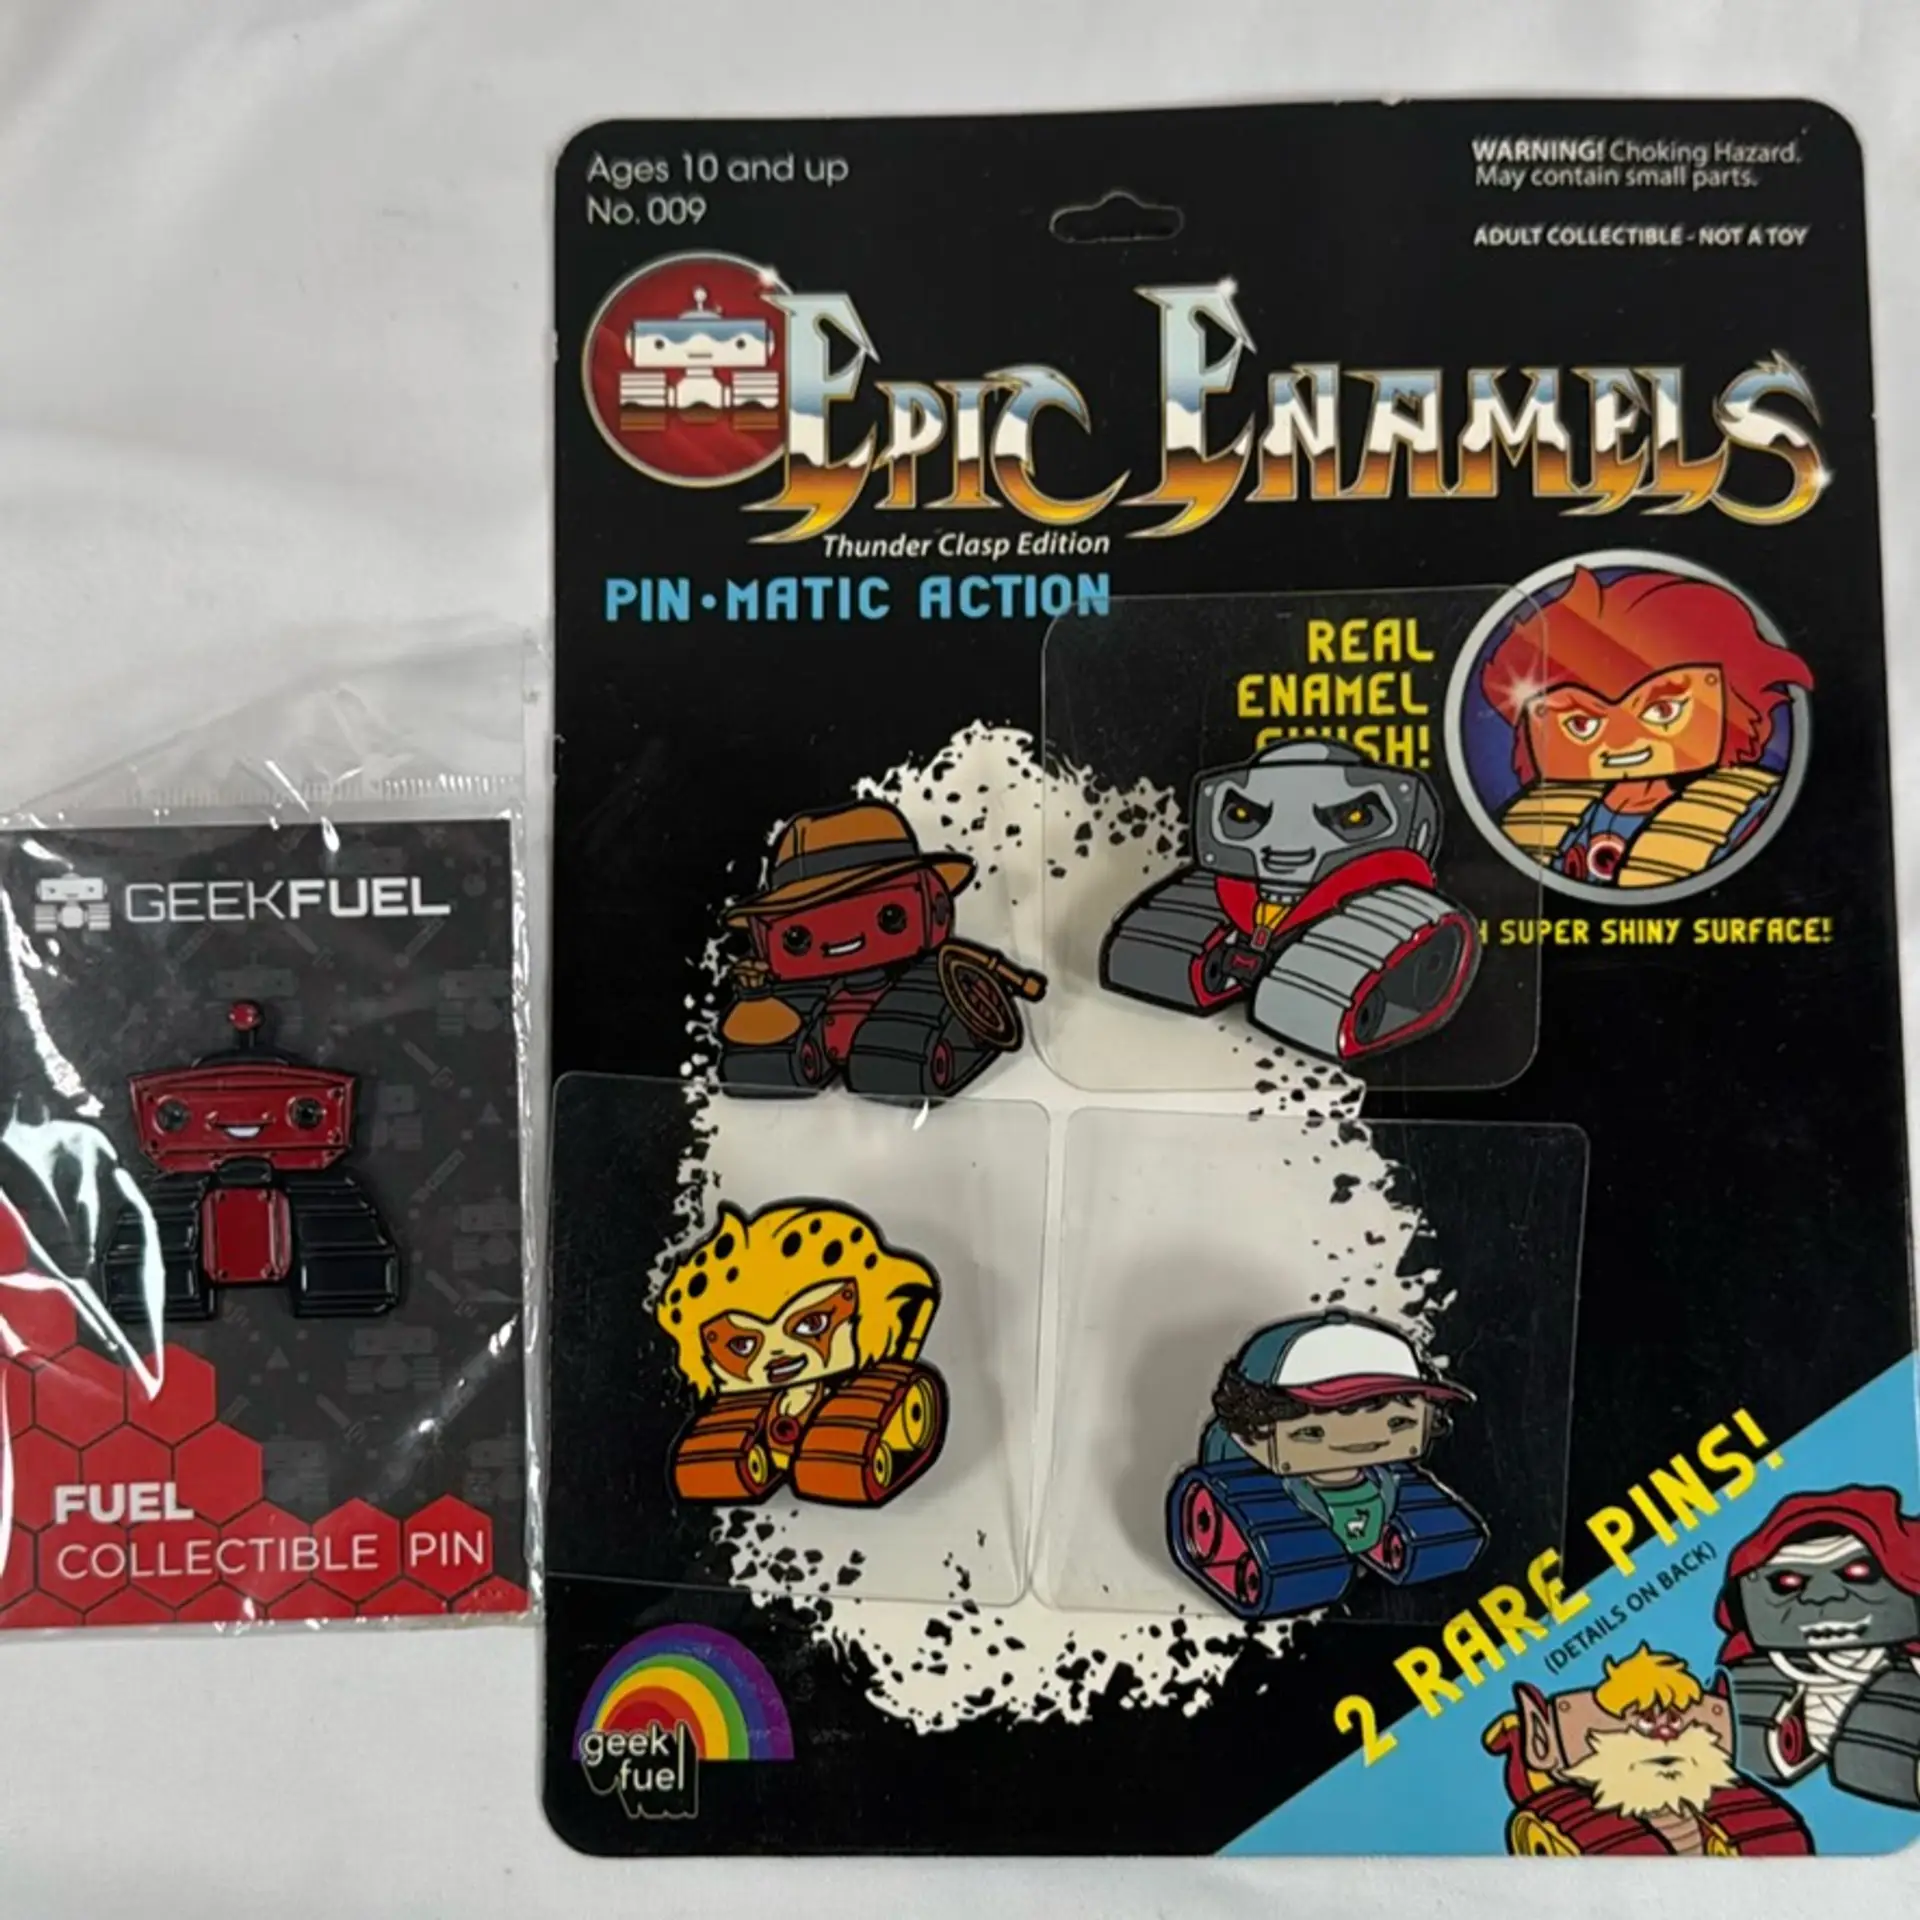 Ages 10 and up
No. 009
WARNING! Choking Hazard.
May contain small parts.
ADULT COLLECTIBLE - NOT A TOY
EPIC ENAMELS
Thunder Clasp Edition
PIN•MATIC ACTION
REAL
ENAMEL
FINISH!
SUPER SHINY SURFACE!
GEEKFUEL
FUEL
COLLECTIBLE PIN
2 RARE PINS!
(DETAILS ON BACK)
geek
fuel